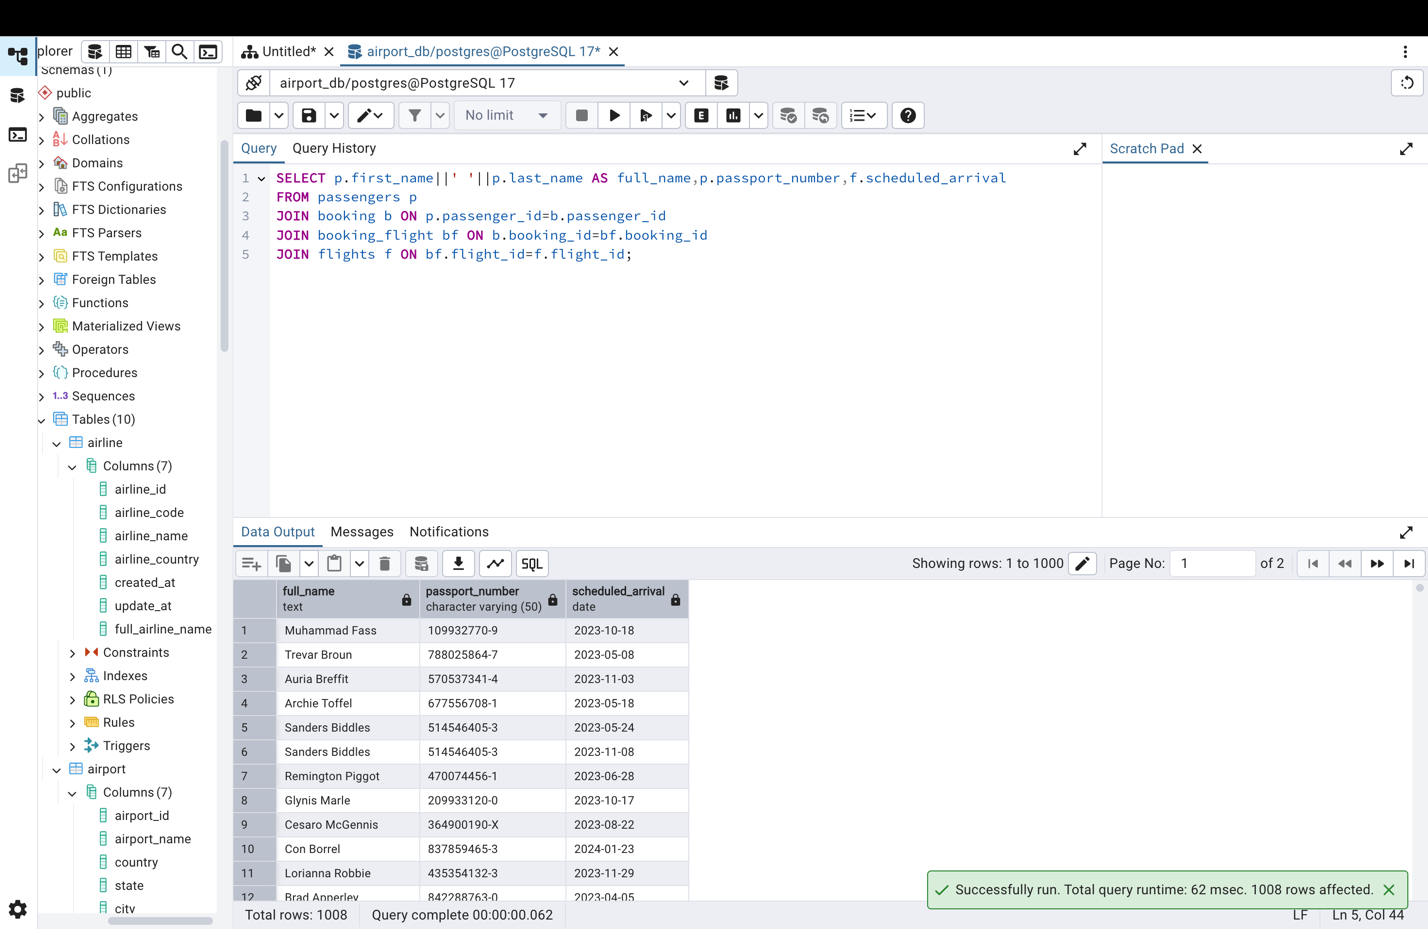 plorer
Untitled*
airport_db/postgres@PostgreSQL 17*
airport_db/postgres@PostgreSQL 17
No limit
E
Schemas (1)
public
Aggregates
Collations
Domains
FTS Configurations
FTS Dictionaries
Aa FTS Parsers
FTS Templates
Foreign Tables
Functions
Materialized Views
Operators
Procedures
1..3 Sequences
Tables (10)
airline
Columns (7)
airline_id
airline_code
airline_name
airline_country
created_at
update_at
full_airline_name
Constraints
Indexes
RLS Policies
Rules
Triggers
airport
Columns (7)
airport_id
airport_name
country
state
city
Query
Query History
Scratch Pad
1 SELECT p.first_name||' '||p.last_name AS full_name,p.passport_number,f.scheduled_arrival
2 FROM passengers p
3 JOIN booking b ON p.passenger_id=b.passenger_id
4 JOIN booking_flight bf ON b.booking_id=bf.booking_id
5 JOIN flights f ON bf.flight_id=f.flight_id;
Data Output Messages Notifications
SQL
Showing rows: 1 to 1000
Page No: 1 of 2
full_name text
passport_number character varying (50)
scheduled_arrival date
1 Muhammad Fass 109932770-9 2023-10-18
2 Trevar Broun 788025864-7 2023-05-08
3 Auria Breffit 570537341-4 2023-11-03
4 Archie Toffel 677556708-1 2023-05-18
5 Sanders Biddles 514546405-3 2023-05-24
6 Sanders Biddles 514546405-3 2023-11-08
7 Remington Piggot 470074456-1 2023-06-28
8 Glynis Marle 209933120-0 2023-10-17
9 Cesaro McGennis 364900190-X 2023-08-22
10 Con Borrel 837859465-3 2024-01-23
11 Lorianna Robbie 435354132-3 2023-11-29
12 Brad Apperley 842288763-0 2023-04-05
Successfully run. Total query runtime: 62 msec. 1008 rows affected.
Total rows: 1008
Query complete 00:00:00.062
LF
Ln 5, Col 44